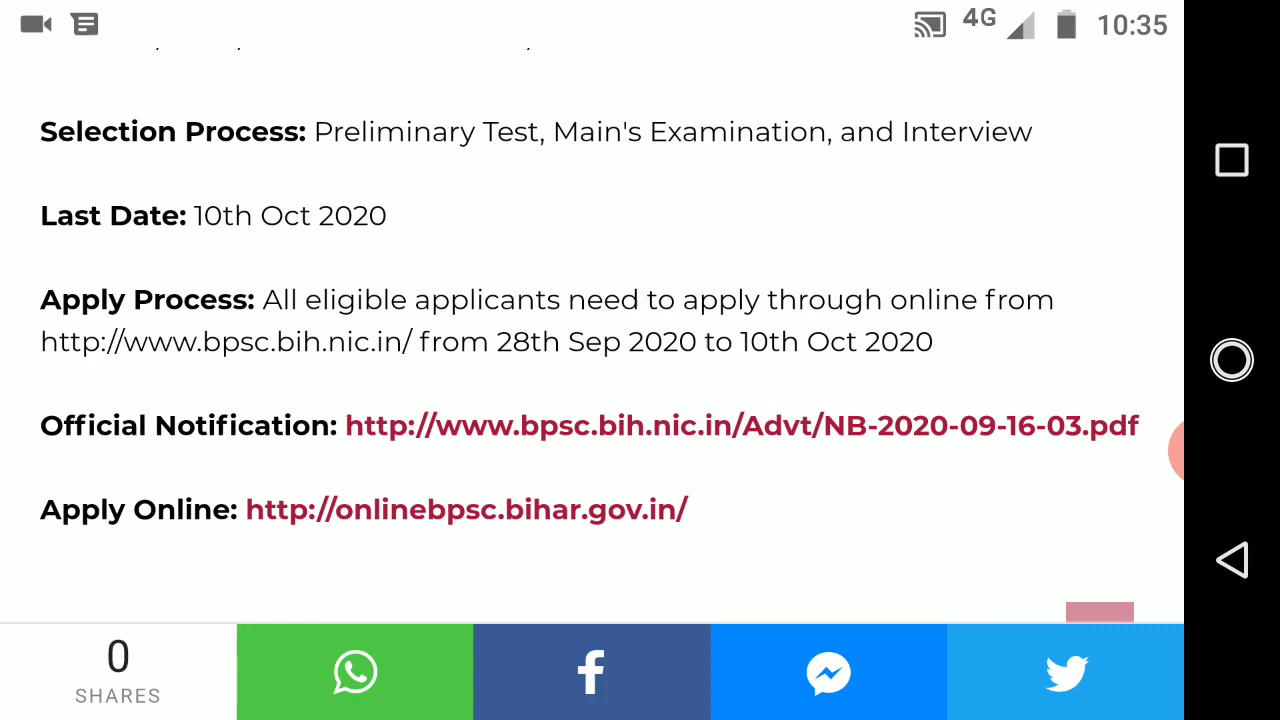 4G 10:35
Selection Process: Preliminary Test, Main's Examination, and Interview
Last Date: 10th Oct 2020
Apply Process: All eligible applicants need to apply through online from
http://www.bpsc.bih.nic.in/ from 28th Sep 2020 to 10th Oct 2020
Official Notification: http://www.bpsc.bih.nic.in/Advt/NB-2020-09-16-03.pdf
Apply Online: http://onlinebpsc.bihar.gov.in/
0
SHARES